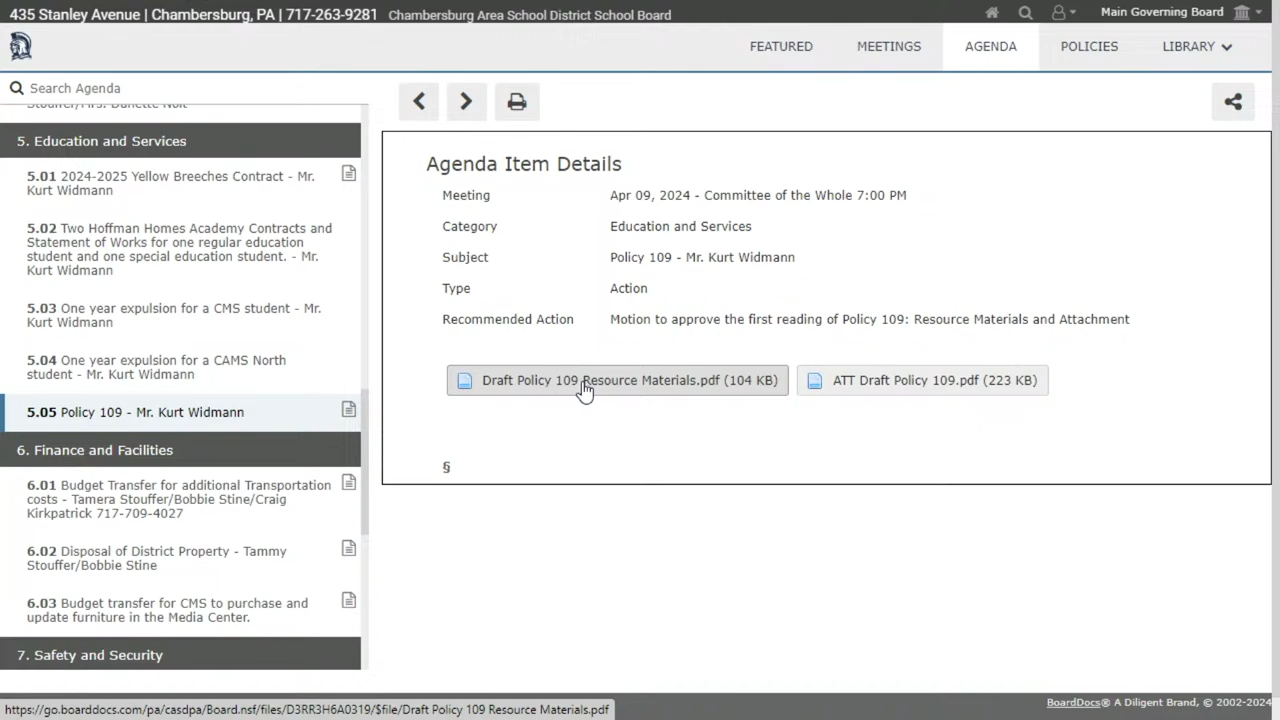 435 Stanley Avenue | Chambersburg, PA | 717-263-9281 Chambersburg Area School District School Board
Main Governing Board
FEATURED MEETINGS AGENDA POLICIES LIBRARY
Search Agenda
Stouffer/Mrs. Danette Nolt
5. Education and Services
5.01 2024-2025 Yellow Breeches Contract - Mr.
Kurt Widmann
5.02 Two Hoffman Homes Academy Contracts and
Statement of Works for one regular education
student and one special education student. - Mr.
Kurt Widmann
5.03 One year expulsion for a CMS student - Mr.
Kurt Widmann
5.04 One year expulsion for a CAMS North
student - Mr. Kurt Widmann
5.05 Policy 109 - Mr. Kurt Widmann
6. Finance and Facilities
6.01 Budget Transfer for additional Transportation
costs - Tamera Stouffer/Bobbie Stine/Craig
Kirkpatrick 717-709-4027
6.02 Disposal of District Property - Tammy
Stouffer/Bobbie Stine
6.03 Budget transfer for CMS to purchase and
update furniture in the Media Center.
7. Safety and Security
Agenda Item Details
Meeting Apr 09, 2024 - Committee of the Whole 7:00 PM
Category Education and Services
Subject Policy 109 - Mr. Kurt Widmann
Type Action
Recommended Action Motion to approve the first reading of Policy 109: Resource Materials and Attachment
Draft Policy 109 Resource Materials.pdf (104 KB) ATT Draft Policy 109.pdf (223 KB)
§
BoardDocs® A Diligent Brand, © 2002-2024
https://go.boarddocs.com/pa/casdpa/Board.nsf/files/D3RR3H6A0319/$file/Draft Policy 109 Resource Materials.pdf